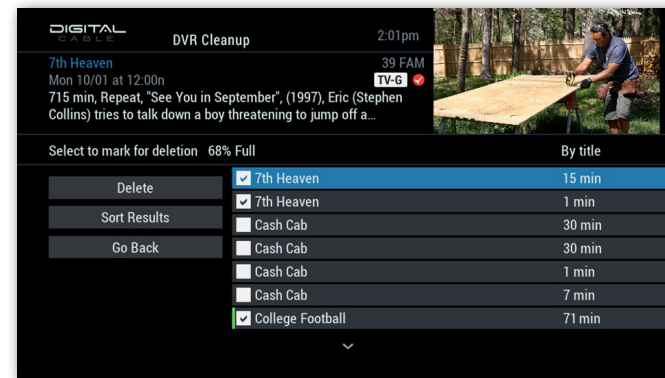 DIGITAL
CABLE
DVR Cleanup
2:01pm
7th Heaven
39 FAM
Mon 10/01 at 12:00n
TV-G
715 min, Repeat, "See You in September", (1997), Eric (Stephen
Collins) tries to talk down a boy threatening to jump off a...
Select to mark for deletion 68% Full
By title
Delete
Sort Results
Go Back
7th Heaven 15 min
7th Heaven 1 min
Cash Cab 30 min
Cash Cab 30 min
Cash Cab 1 min
Cash Cab 7 min
College Football 71 min